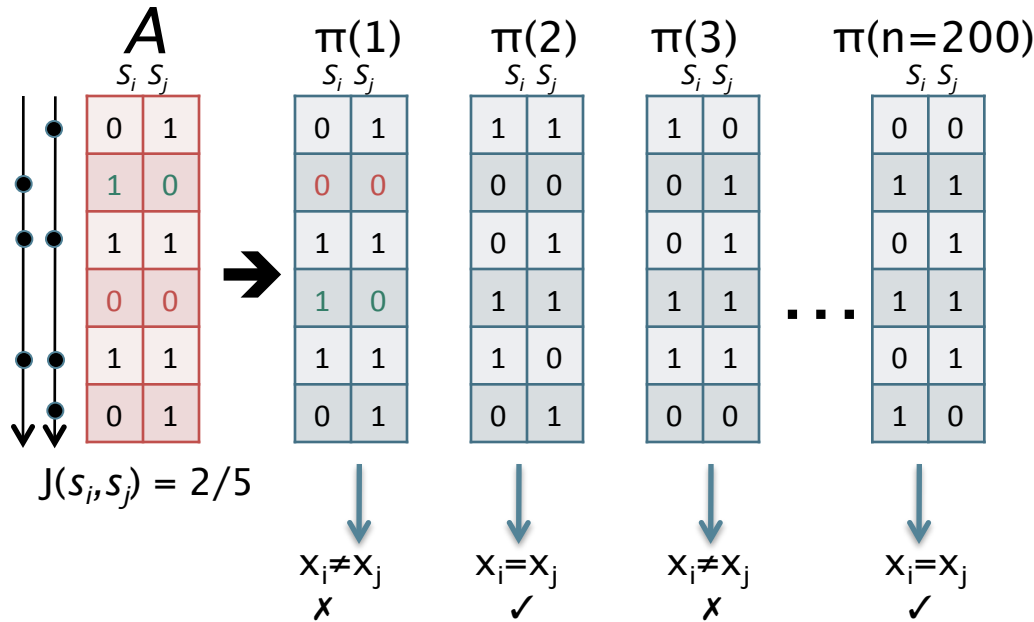 A π(1) π(2) π(3) π(n=200)
Si Sj Si Sj Si Sj Si Sj Si Sj
0 1 0 1 1 1 1 0 0 0
1 0 0 0 0 0 0 1 1 1
1 1 1 1 0 1 0 1 0 1
0 0 1 0 1 1 1 1 1 1
...
1 1 1 1 1 0 1 1 0 1
0 1 0 1 0 1 0 0 1 0
J(si,sj) = 2/5
xi≠xj xi=xj xi≠xj xi=xj
✗ ✓ ✗ ✓